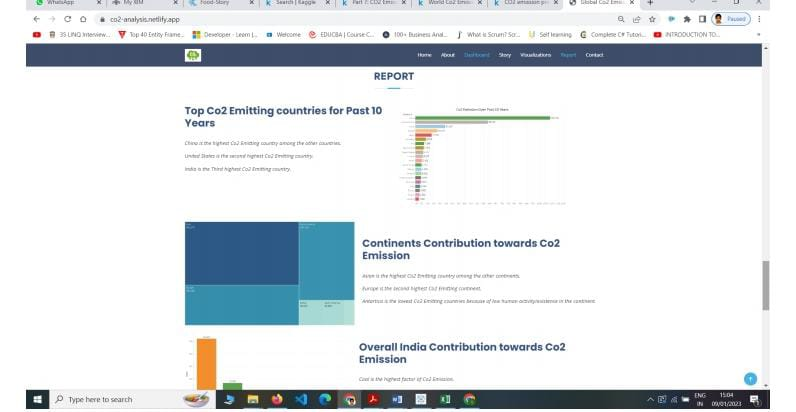 WhatsApp
My IBM
Food-Story
Search | Kaggle
Part 7: CO2 Emis
World Co2 Emiss
CO2 emission pr
Global Co2 Emis
co2-analysis.netlify.app
Paused
35 LINQ Interview...
Top 40 Entity Frame...
Developer - Learn |...
Welcome
EDUCBA | Course C...
100+ Business Anal...
What is Scrum? Scr...
Self learning
Complete C# Tutori...
INTRODUCTION TO...
Home About Dashboard Story Visualizations Report Contact
REPORT
Top Co2 Emitting countries for Past 10
Years
China is the highest Co2 Emitting country among the other countries.
United States is the second highest Co2 Emitting country.
India is the Third highest Co2 Emitting country.
Co2 Emission Over Past 10 Years
Continents Contribution towards Co2
Emission
Asian is the highest Co2 Emitting country among the other continents.
Europe is the second highest Co2 Emitting continent.
Antartica is the lowest Co2 Emitting countries because of low human activity/existence in the continent.
Overall India Contribution towards Co2
Emission
Coal is the highest factor of Co2 Emission.
Type here to search
ENG
IN
15:04
09/01/2023